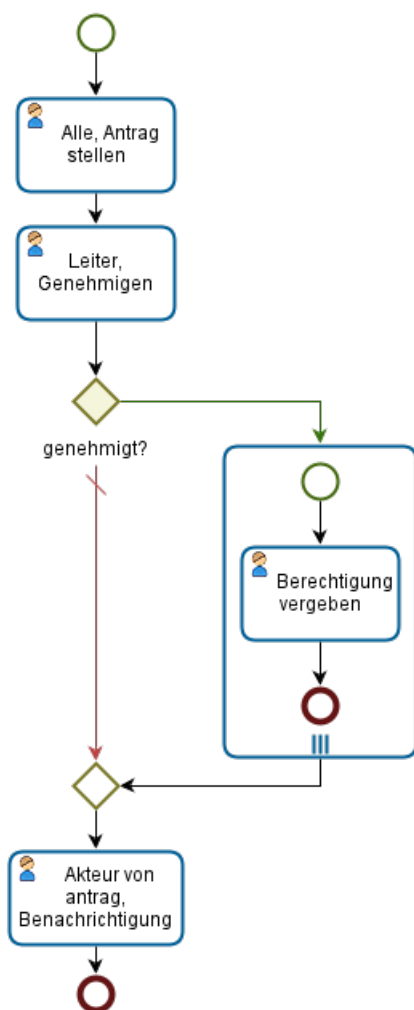 Alle, Antrag
stellen
Leiter,
Genehmigen
genehmigt?
Berechtigung
vergeben
Akteur von
antrag,
Benachrichtigung